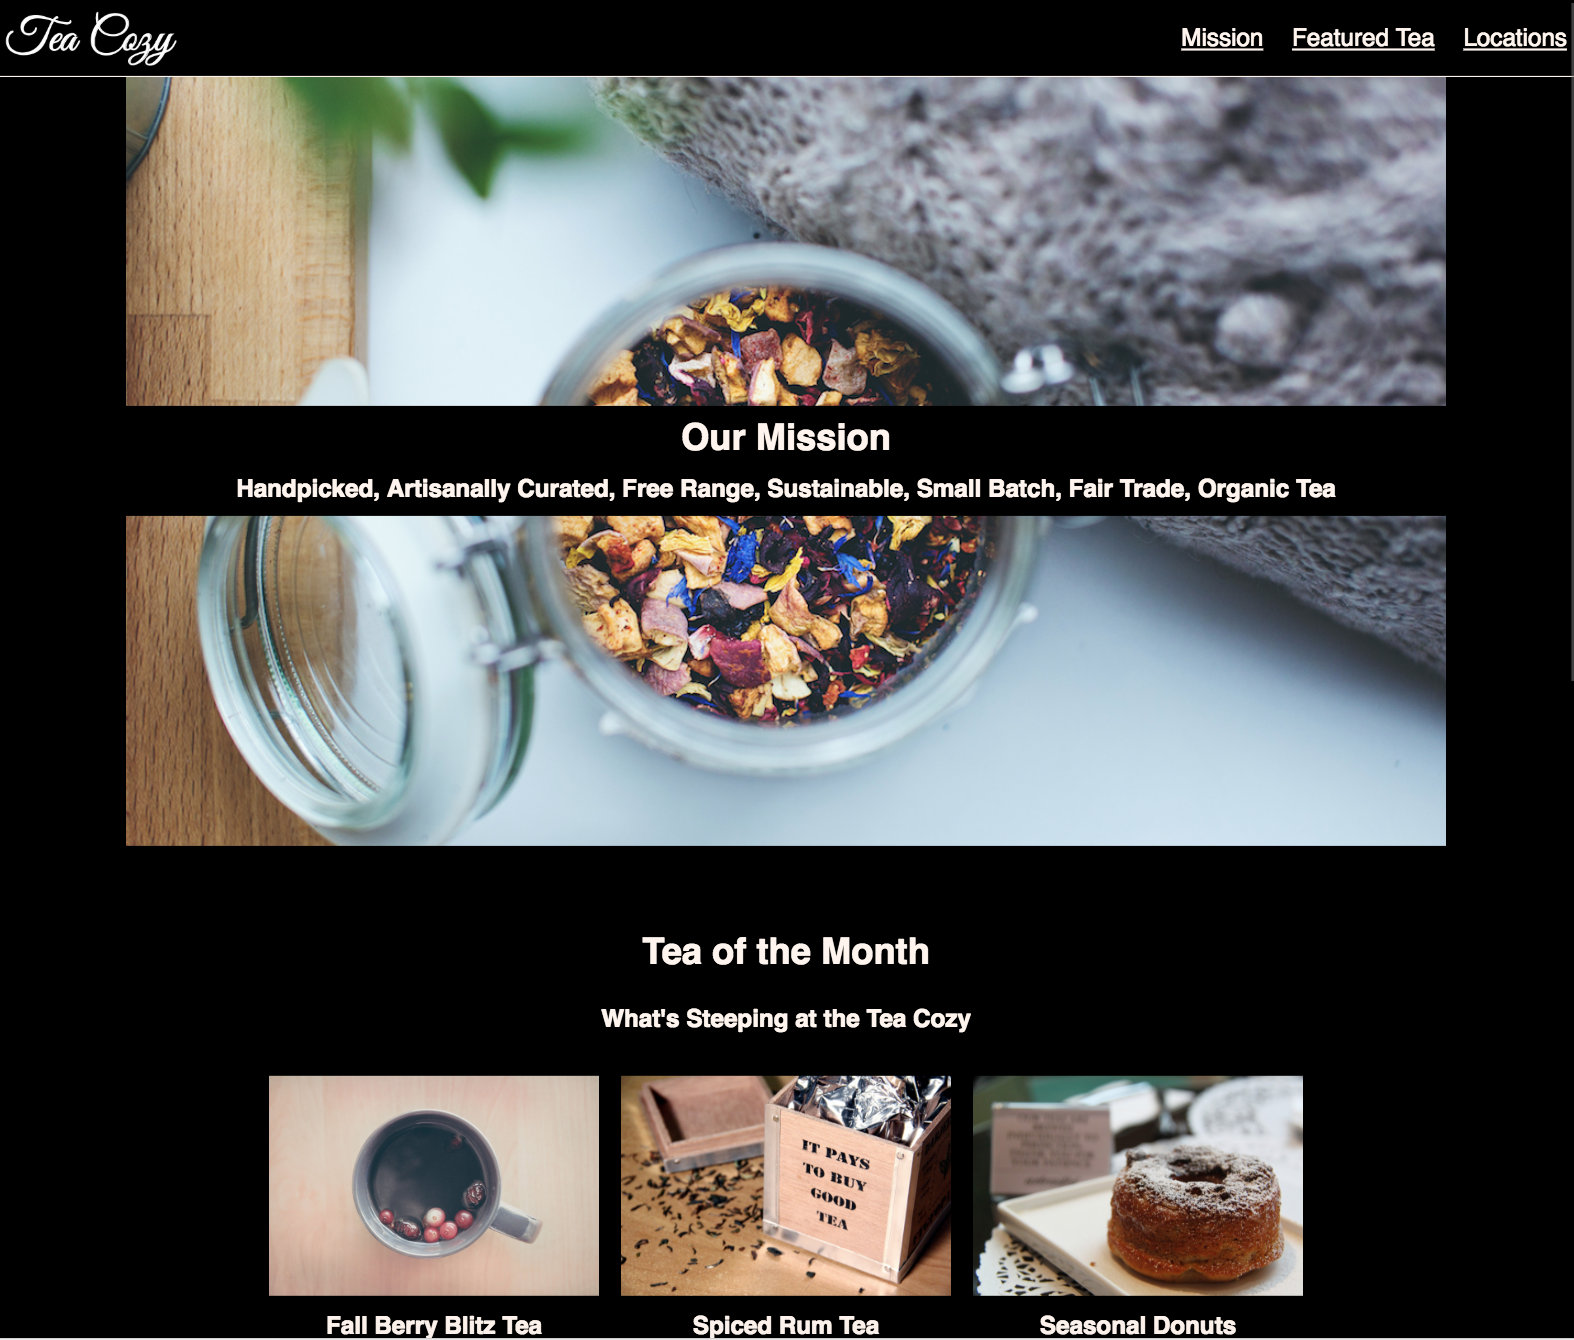 Tea Cozy
Mission Featured Tea Locations
Our Mission
Handpicked, Artisanally Curated, Free Range, Sustainable, Small Batch, Fair Trade, Organic Tea
Tea of the Month
What's Steeping at the Tea Cozy
IT PAYS
TO BUY
GOOD
TEA
Fall Berry Blitz Tea
Spiced Rum Tea
Seasonal Donuts